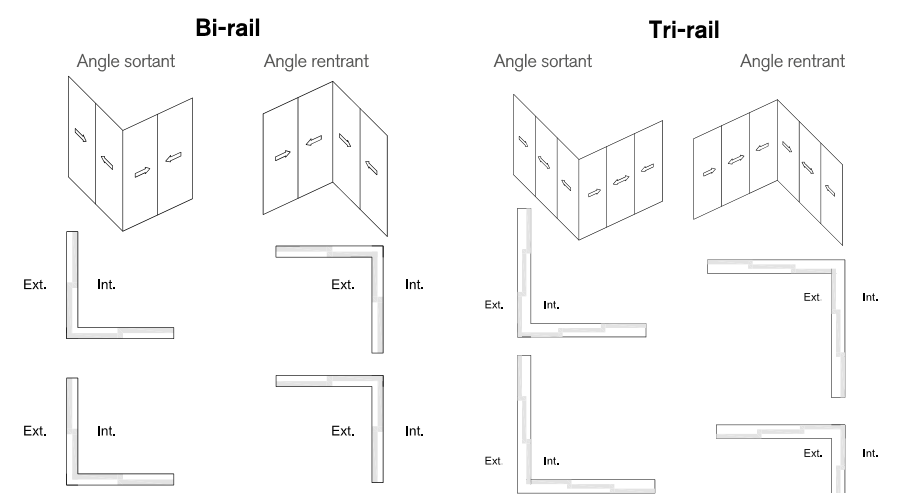 Bi-rail
Tri-rail
Angle sortant
Angle rentrant
Angle sortant
Angle rentrant
Ext.
Int.
Ext.
Int.
Ext.
Int.
Ext
Int.
Ext.
Int.
Ext.
Int.
Ext
Int.
Ext.
Int.